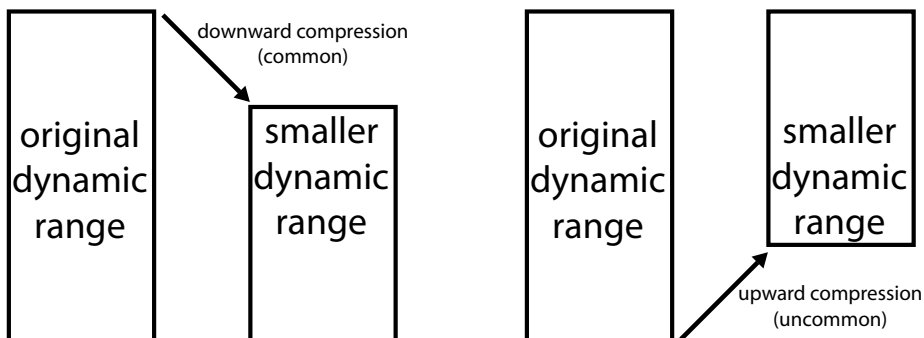 downward compression
(common)
original
dynamic
range
smaller
dynamic
range
original
dynamic
range
smaller
dynamic
range
upward compression
(uncommon)